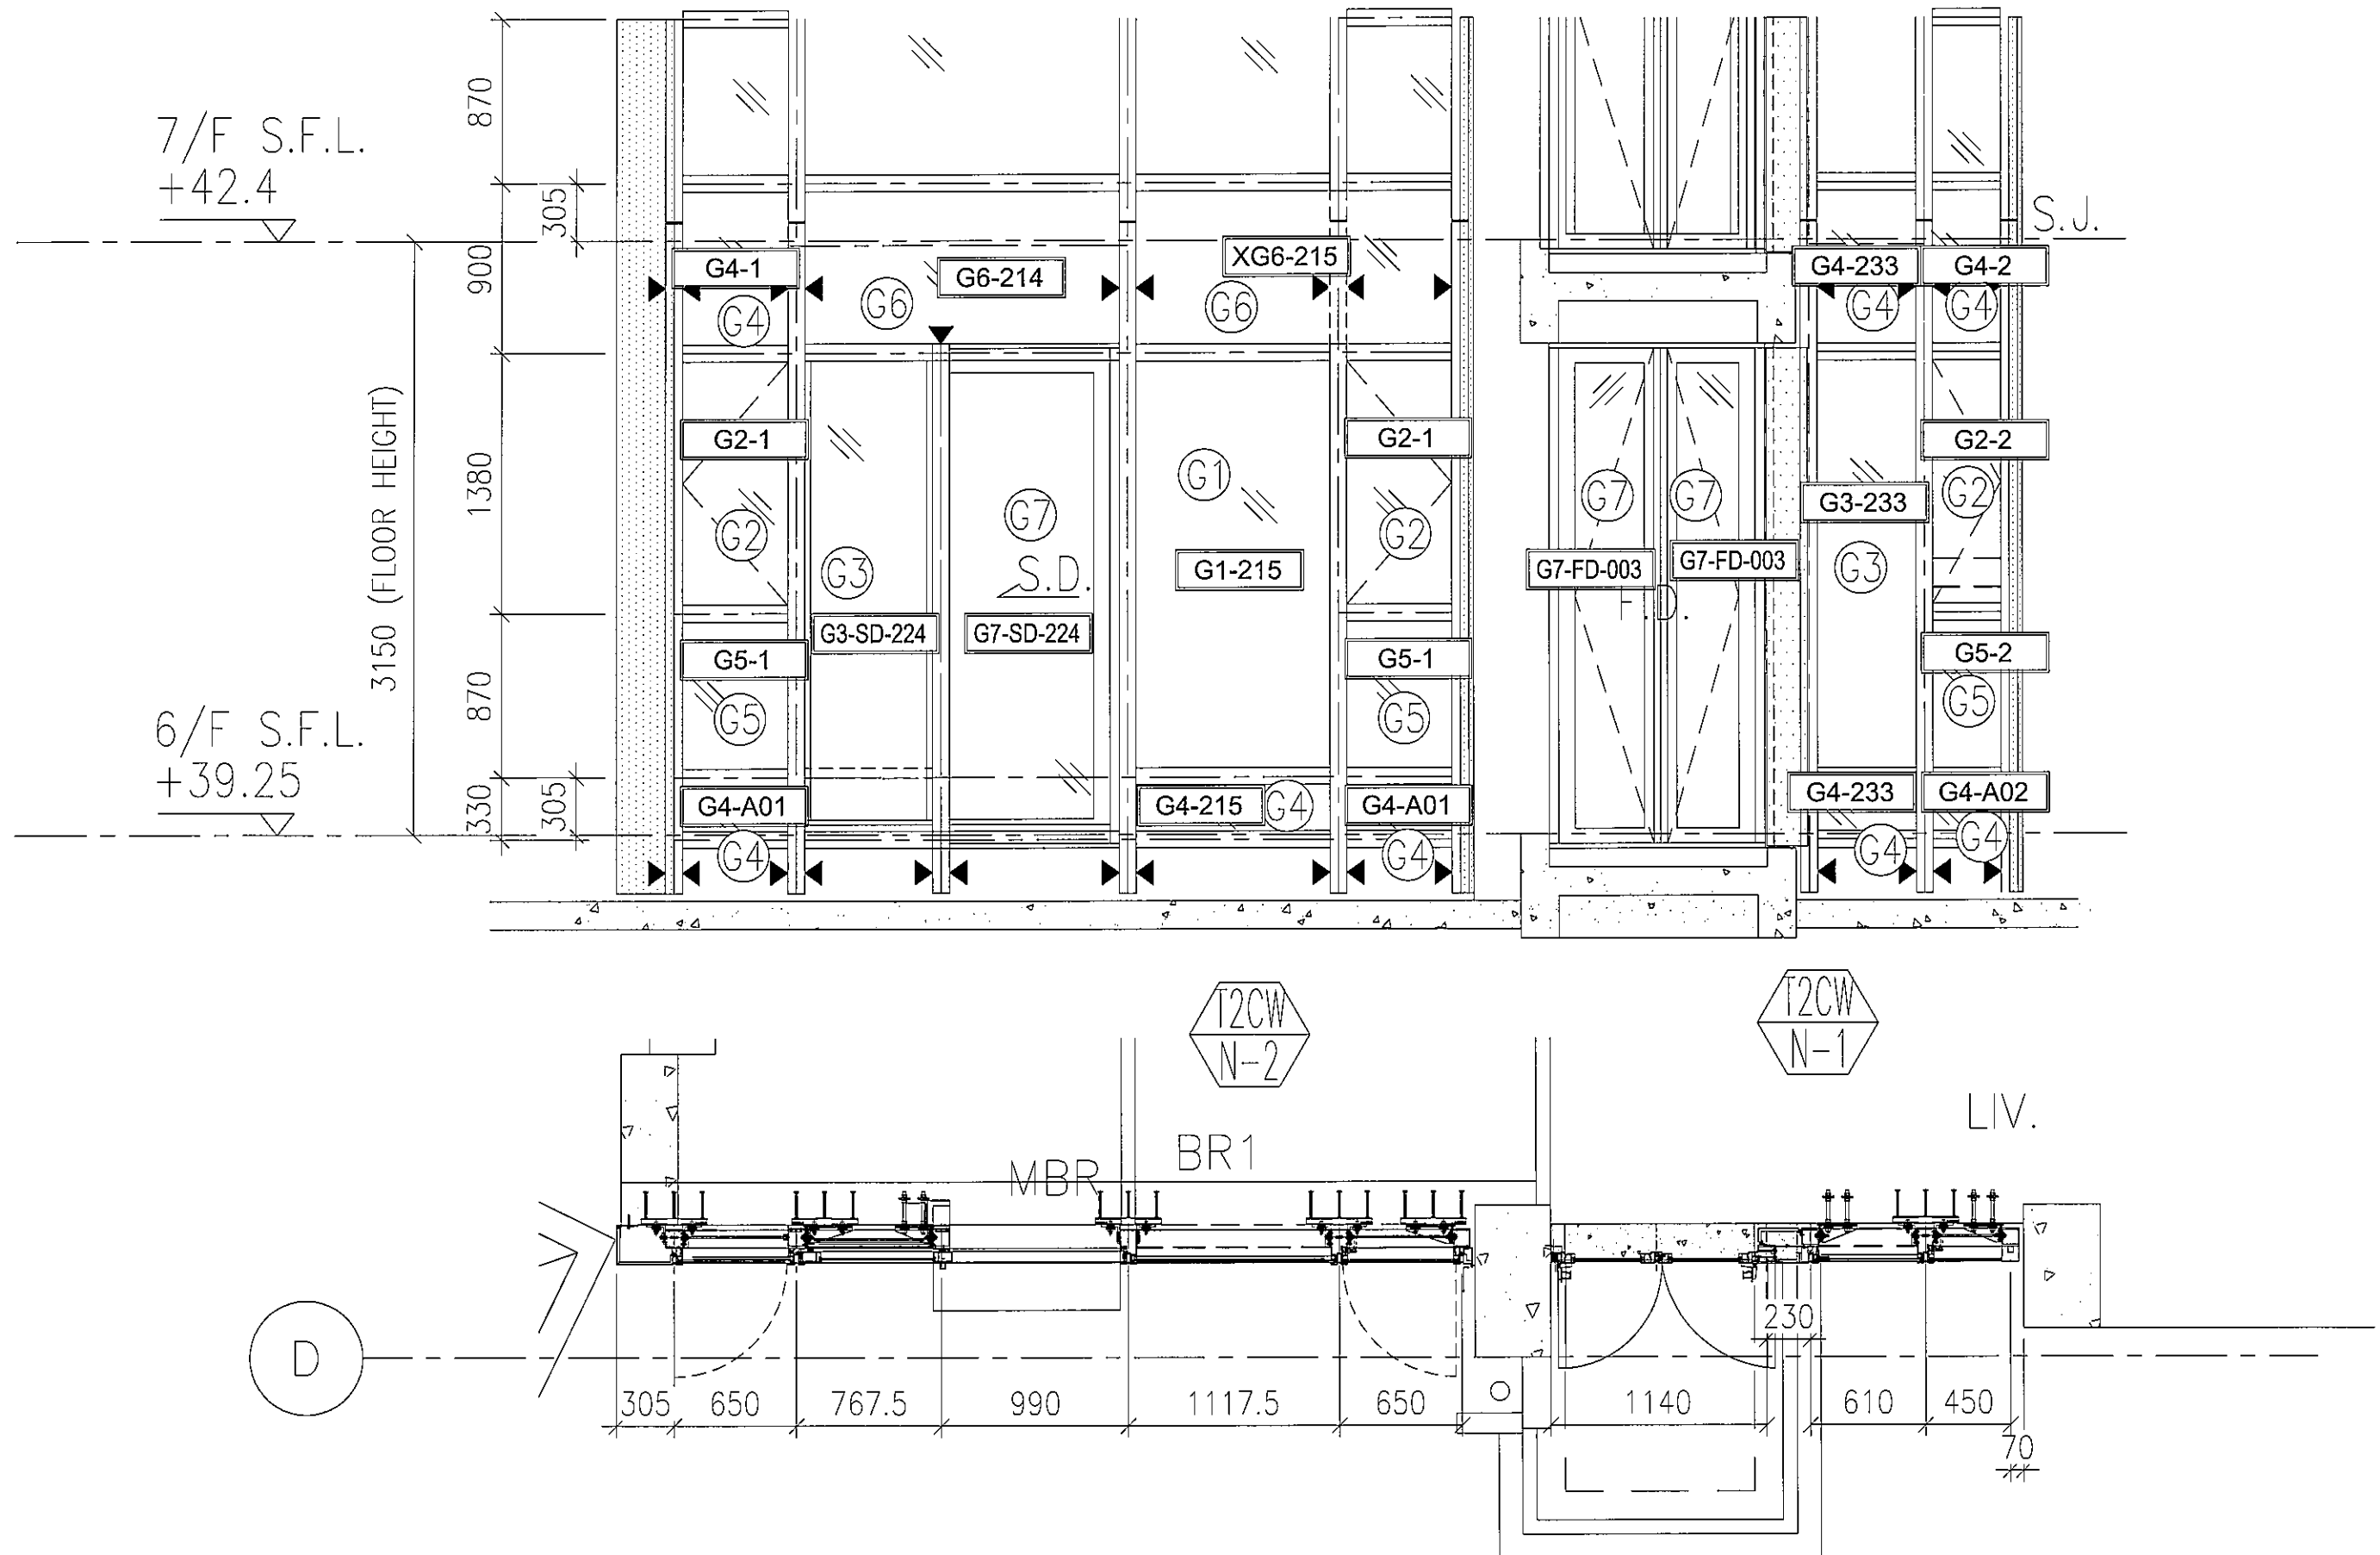 870
7/F S.F.L.
+42.4
305
S.J.
900
G4-1
G6-214
XG6-215
G4-233
G4-2
G4
G6
G6
G4
G4
3150 (FLOOR HEIGHT)
1380
G2-1
G2-1
G2-2
G1
G7
G7
G2
G3-233
G2
G7
G2
G3
S.D.
G1-215
G7-FD-003
G7-FD-003
G3
F.D.
G3-SD-224
G7-SD-224
G5-1
G5-1
G5-2
870
G5
G5
G5
6/F S.F.L.
+39.25
330
305
G4-A01
G4-215
G4
G4-A01
G4-233
G4-A02
G4
G4
G4
G4
T2CW
N-2
T2CW
N-1
LIV.
BR1
MBR
230
D
305
650
767.5
990
1117.5
650
1140
610
450
70